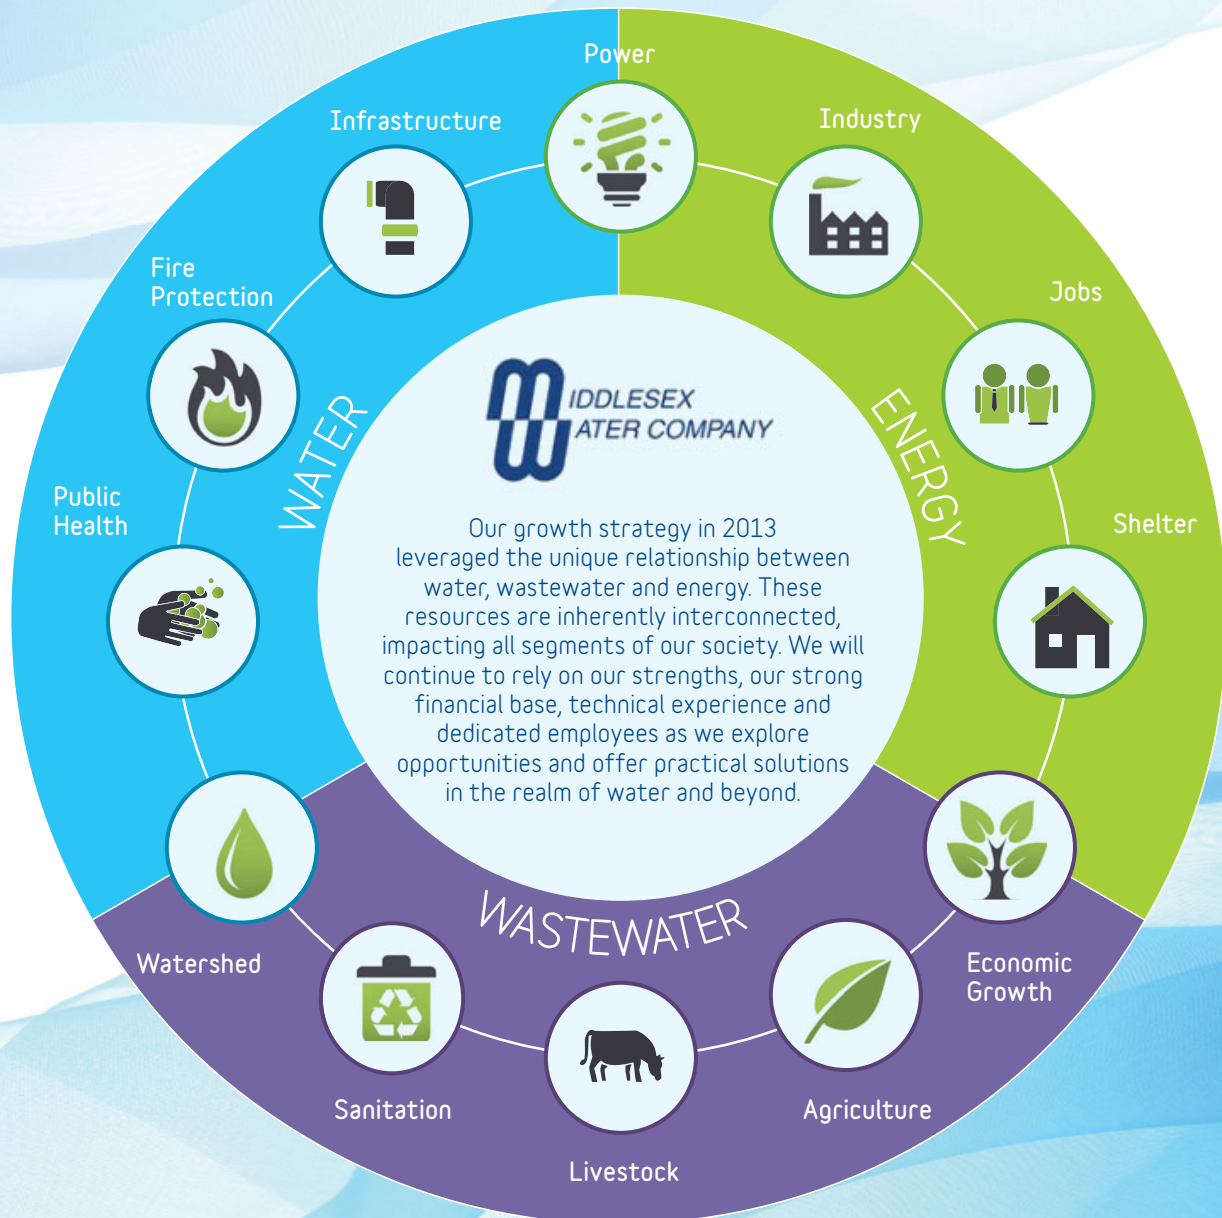 Power
Infrastructure
Industry
Fire
Protection
Jobs
Public
Health
Shelter
WATER
ENERGY
MIDDLESEX
WATER COMPANY
Our growth strategy in 2013
leveraged the unique relationship between
water, wastewater and energy. These
resources are inherently interconnected,
impacting all segments of our society. We will
continue to rely on our strengths, our strong
financial base, technical experience and
dedicated employees as we explore
opportunities and offer practical solutions
in the realm of water and beyond.
WASTEWATER
Watershed
Economic
Growth
Sanitation
Agriculture
Livestock